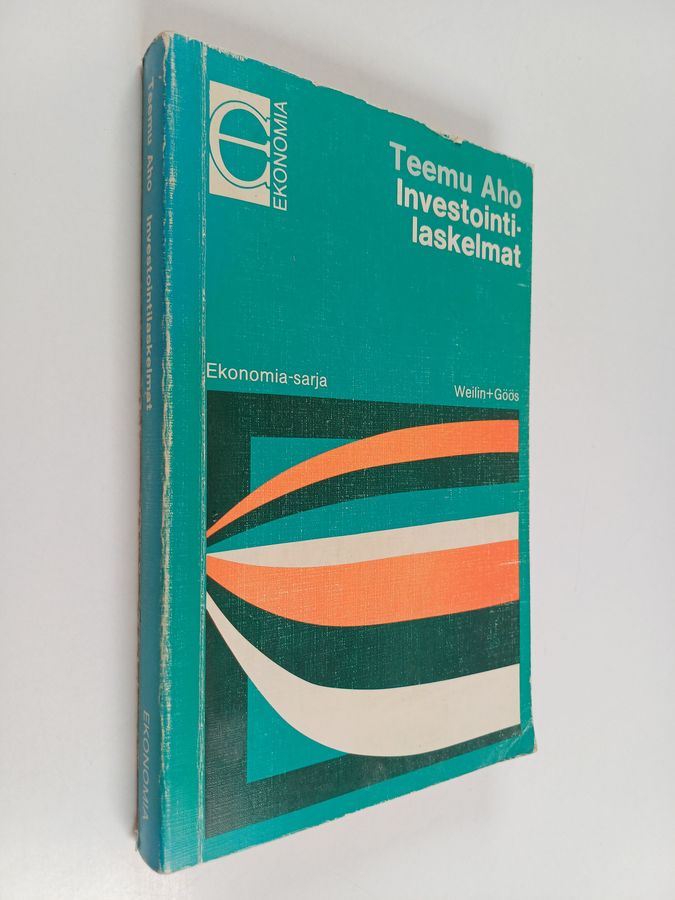 Teemu Aho Investointilaskelmat EKONOMIA
EKONOMIA
Teemu Aho
Investointi-
laskelmat
Ekonomia-sarja
Weilin+Göös